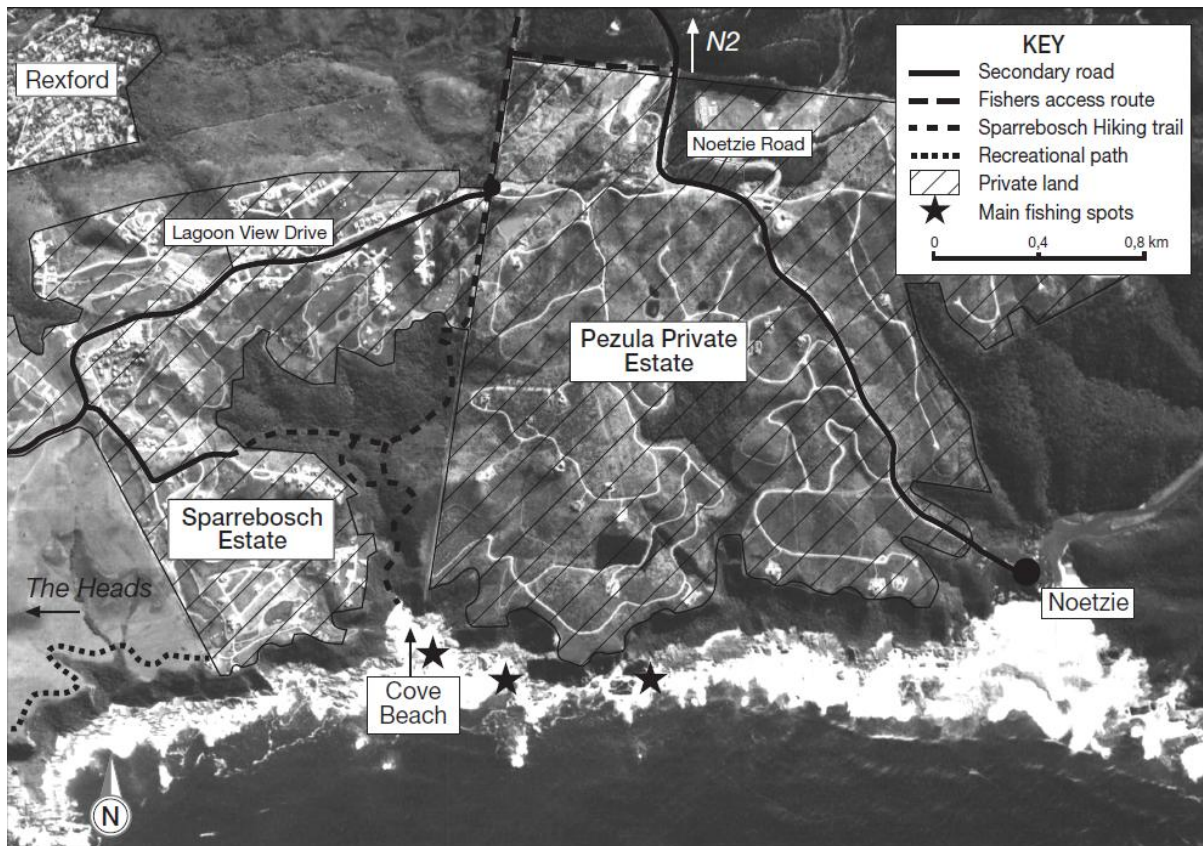 Rexford
N2
KEY
Secondary road
Fishers access route
Sparrebosch Hiking trail
Recreational path
Private land
Main fishing spots
0 0,4 0,8 km
Noetzie Road
Lagoon View Drive
Pezula Private
Estate
Sparrebosch
Estate
The Heads
Noetzie
Cove
Beach
N